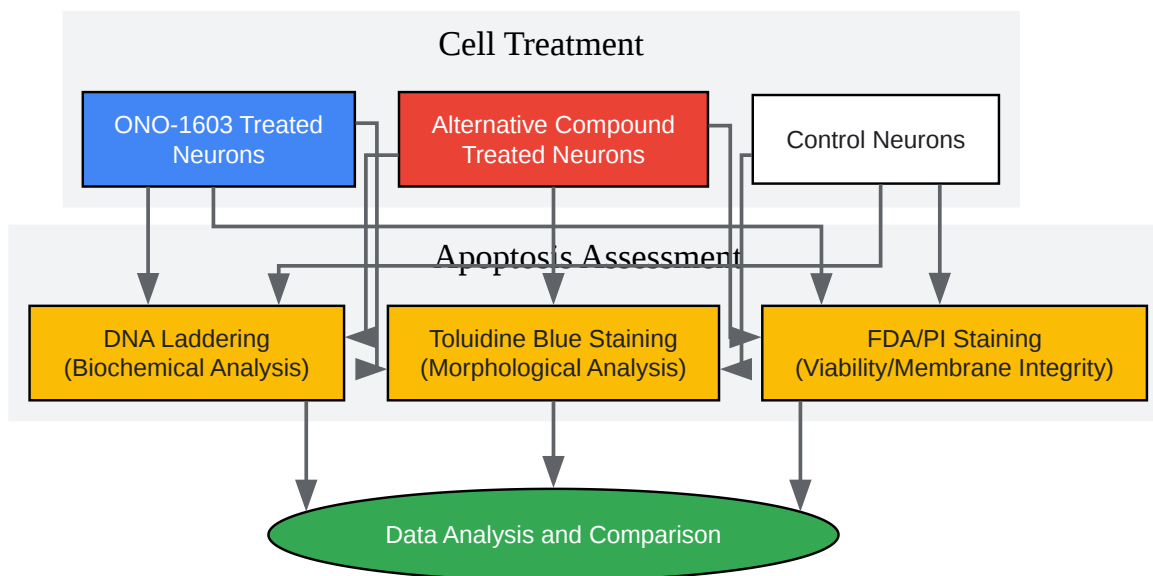 Cell Treatment
ONO-1603 Treated
Neurons
Alternative Compound
Treated Neurons
Control Neurons
Apoptosis Assessment
DNA Laddering
(Biochemical Analysis)
Toluidine Blue Staining
(Morphological Analysis)
FDA/PI Staining
(Viability/Membrane Integrity)
Data Analysis and Comparison